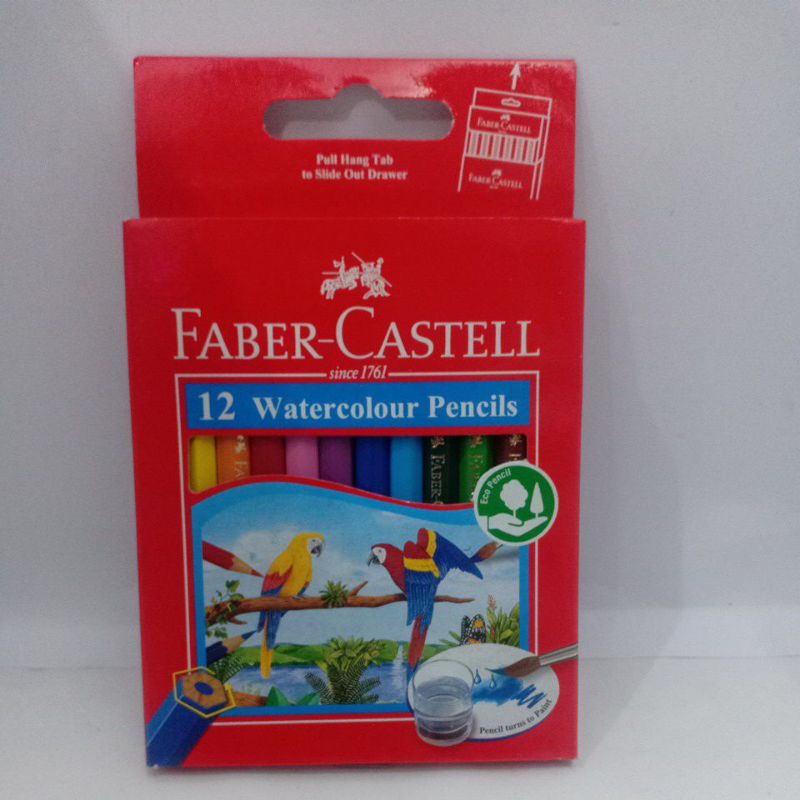 Pull Hang Tab
to Slide Out Drawer
FABER-CASTELL
FABER-CASTELL
FABER-CASTELL
since 1761
12 Watercolour Pencils
FABER-C
Eco Pencil
Pencil turns to Paint